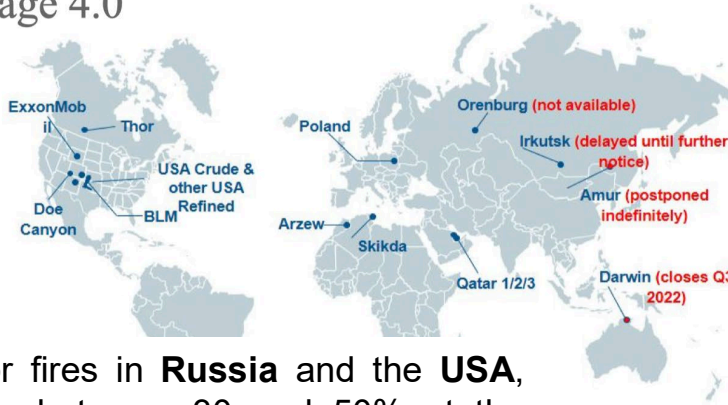 age 4.0
ExxonMob
il
Thor
USA Crude &
other USA
Refined
Doe
Canyon
BLM
Poland
Arzew
Skikda
Qatar 1/2/3
Orenburg (not available)
Irkutsk (delayed until further
notice)
Amur (postponed
indefinitely)
Darwin (closes Q3
2022)
r fires in Russia and the USA,